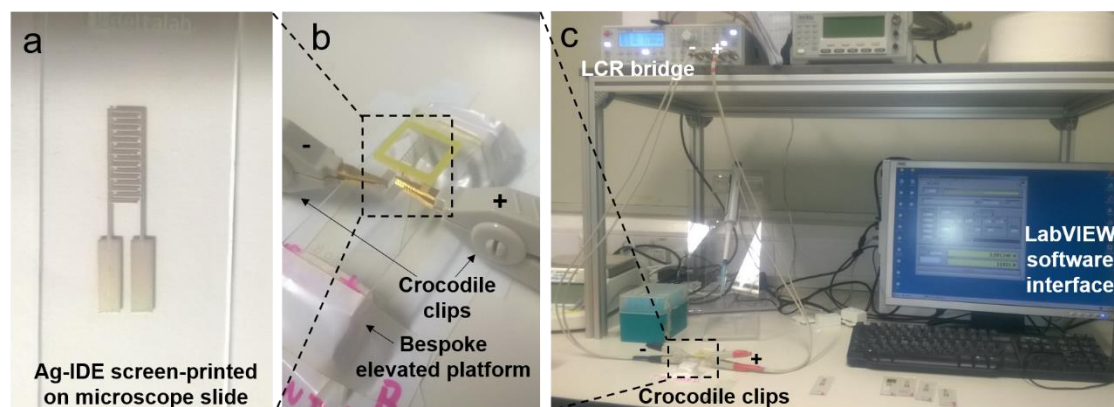 a
Ag-IDE screen-printed
on microscope slide
b
-
+
Crocodile
clips
Bespoke
elevated platform
c
- +
LCR bridge
LabVIEW
software
interface
-
+
Crocodile clips